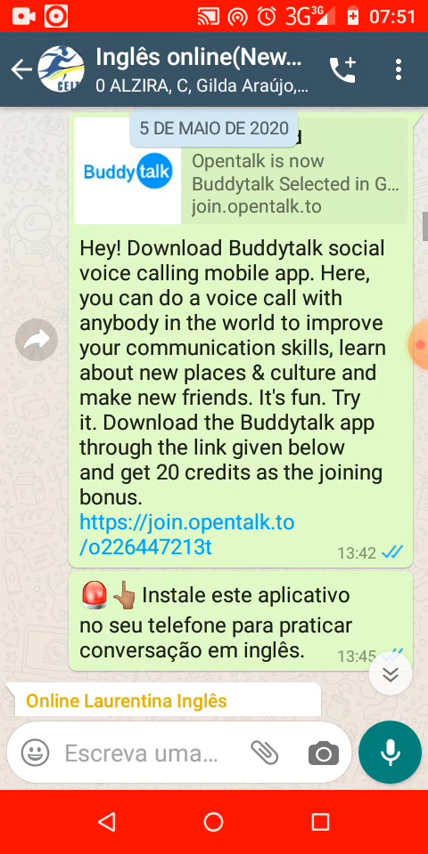 3G 3G 07:51
Inglês online(New...
0 ALZIRA, C, Gilda Araújo,...
5 DE MAIO DE 2020
Buddytalk
Opentalk is now
Buddytalk Selected in G...
join.opentalk.to
Hey! Download Buddytalk social
voice calling mobile app. Here,
you can do a voice call with
anybody in the world to improve
your communication skills, learn
about new places & culture and
make new friends. It's fun. Try
it. Download the Buddytalk app
through the link given below
and get 20 credits as the joining
bonus.
https://join.opentalk.to
/o226447213t
13:42
🚨👆🏽Instale este aplicativo
no seu telefone para praticar
conversação em inglês.
13:45
Online Laurentina Inglês
Escreva uma...